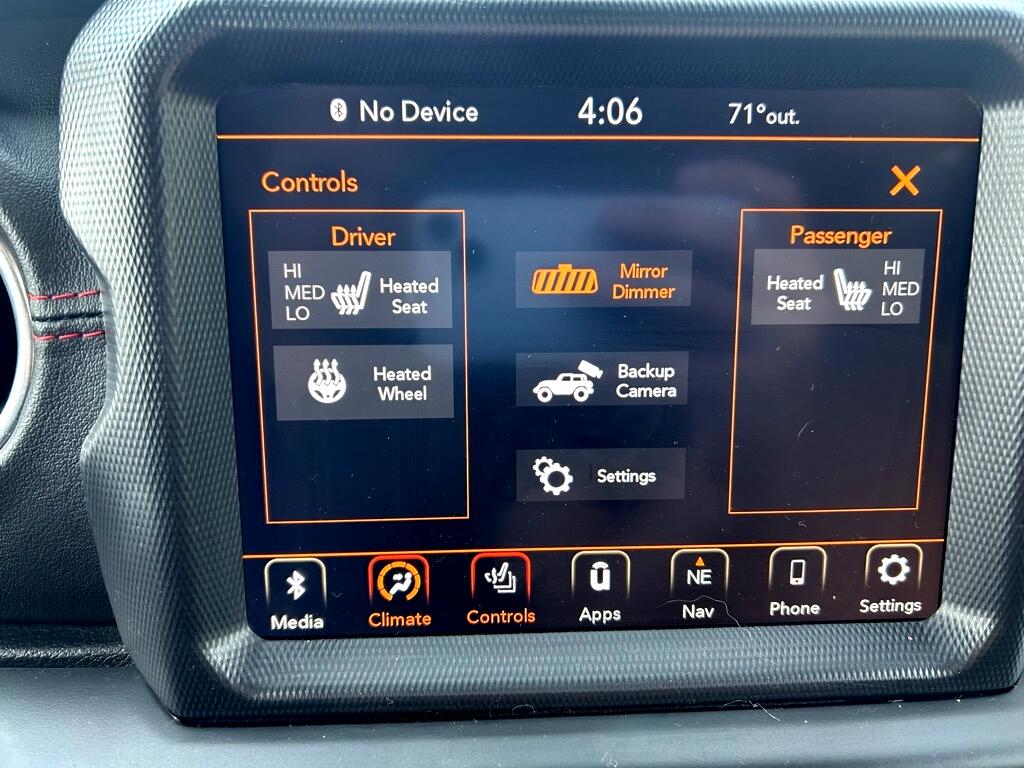 No Device
4:06
71°out.
Controls
Driver
HI
MED
LO
Heated
Seat
Heated
Wheel
Mirror
Dimmer
Backup
Camera
Settings
Passenger
Heated
Seat
HI
MED
LO
Media
Climate
Controls
Apps
NE
Nav
Phone
Settings